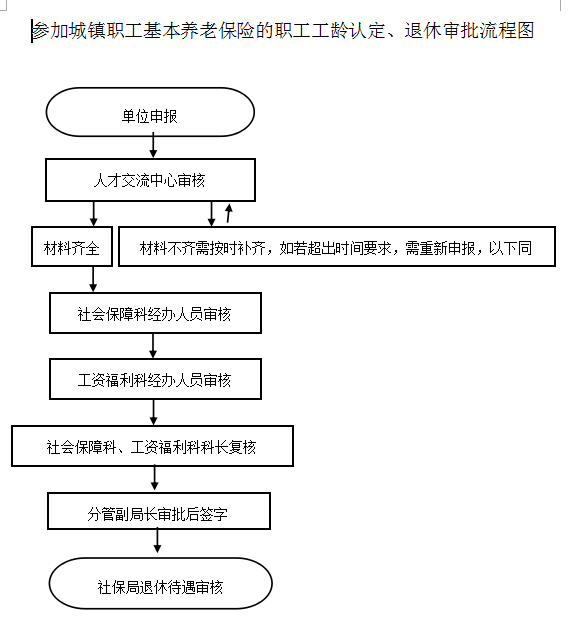 参加城镇职工基本养老保险的职工工龄认定、退休审批流程图
单位申报
人才交流中心审核
材料齐全
材料不齐需按时补齐，如若超出时间要求，需重新申报，以下同
社会保障科经办人员审核
工资福利科经办人员审核
社会保障科、工资福利科科长复核
分管副局长审批后签字
社保局退休待遇审核